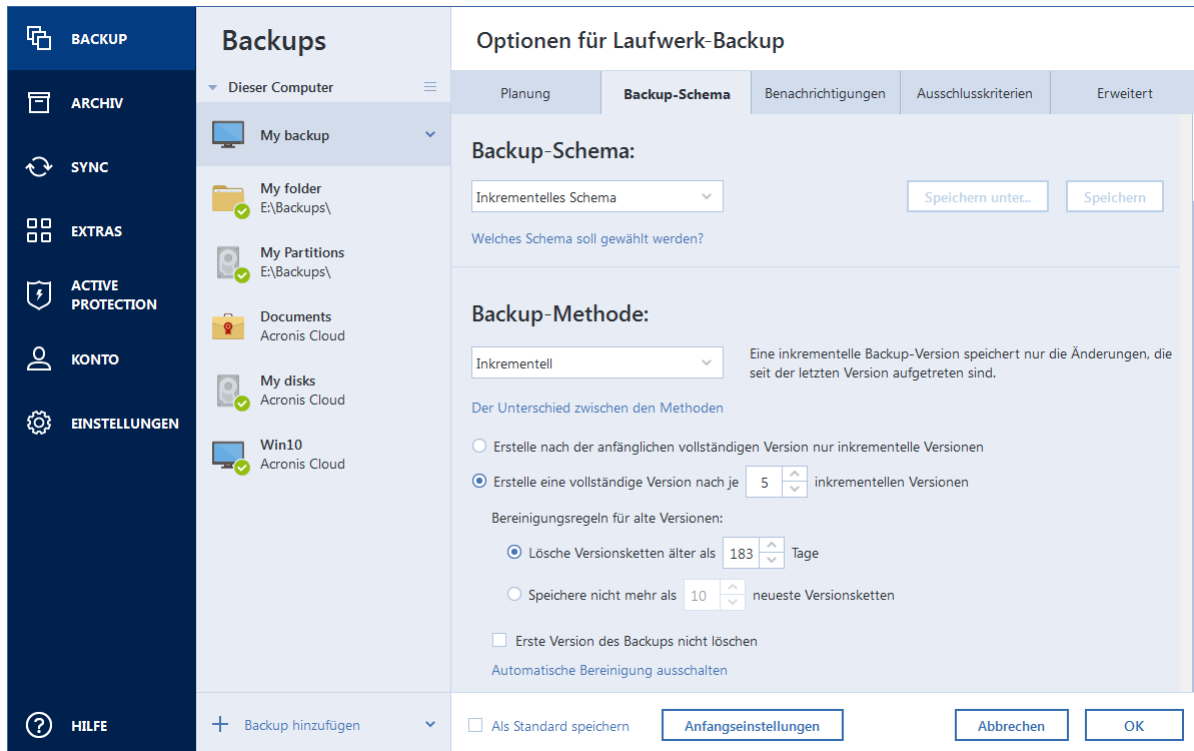 BACKUP
ARCHIV
SYNC
EXTRAS
ACTIVE
PROTECTION
KONTO
EINSTELLUNGEN
HILFE
Backups
Dieser Computer
My backup
My folder
E:\Backups\
My Partitions
E:\Backups\
Documents
Acronis Cloud
My disks
Acronis Cloud
Win10
Acronis Cloud
Backup hinzufügen
Optionen für Laufwerk-Backup
Planung
Backup-Schema
Benachrichtigungen
Ausschlusskriterien
Erweitert
Backup-Schema:
Inkrementelles Schema
Speichern unter...
Speichern
Welches Schema soll gewählt werden?
Backup-Methode:
Inkrementell
Eine inkrementelle Backup-Version speichert nur die Änderungen, die
seit der letzten Version aufgetreten sind.
Der Unterschied zwischen den Methoden
Erstelle nach der anfänglichen vollständigen Version nur inkrementelle Versionen
Erstelle eine vollständige Version nach je 5 inkrementellen Versionen
Bereinigungsregeln für alte Versionen:
Lösche Versionsketten älter als 183 Tage
Speichere nicht mehr als 10 neueste Versionsketten
Erste Version des Backups nicht löschen
Automatische Bereinigung ausschalten
Als Standard speichern
Anfangseinstellungen
Abbrechen
OK